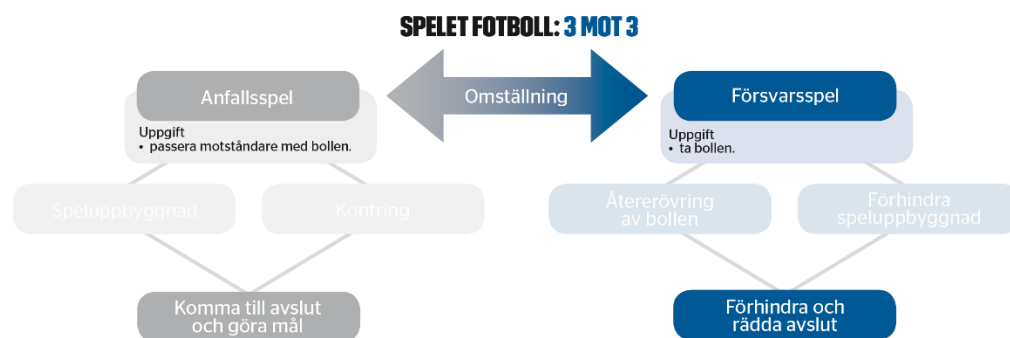 SPELET FOTBOLL: 3 MOT 3
Anfallsspel
Uppgift
• passera motståndare med bollen.
Omställning
Försvarsspel
Uppgift
• ta bollen.
Speluppbyggnad
Kontring
Återerövring
av bollen
Förhindra
speluppbyggnad
Komma till avslut
och göra mål
Förhindra och
rädda avslut